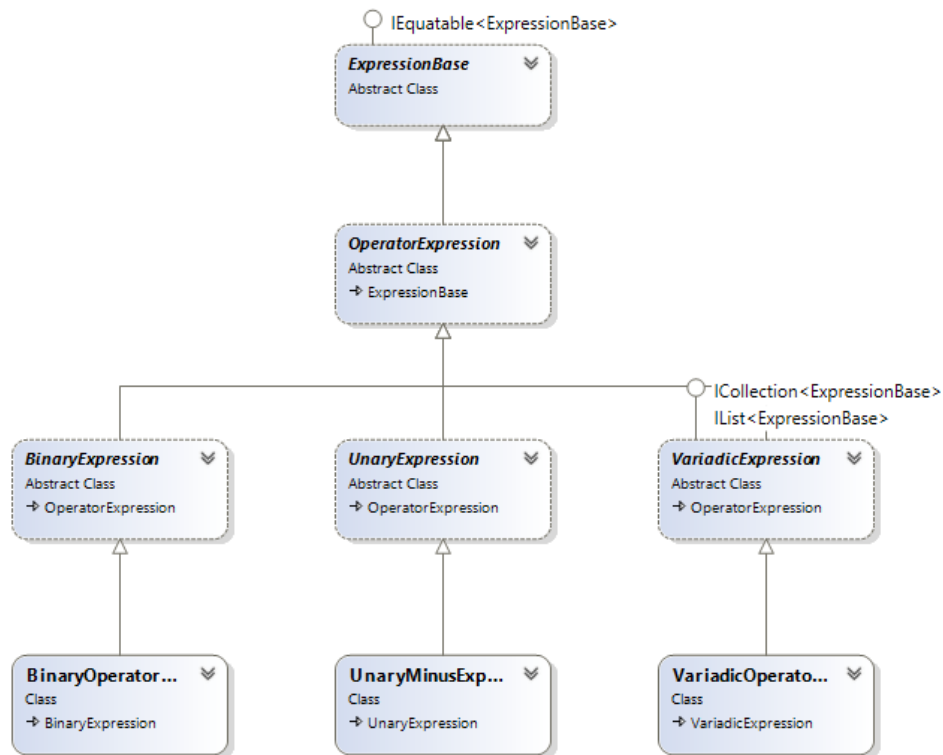 IEquatable<ExpressionBase>
ExpressionBase
Abstract Class
OperatorExpression
Abstract Class
ExpressionBase
ICollection<ExpressionBase>
IList<ExpressionBase>
BinaryExpression
Abstract Class
OperatorExpression
UnaryExpression
Abstract Class
OperatorExpression
VariadicExpression
Abstract Class
OperatorExpression
BinaryOperator...
Class
BinaryExpression
UnaryMinusExp...
Class
UnaryExpression
VariadicOperato...
Class
VariadicExpression